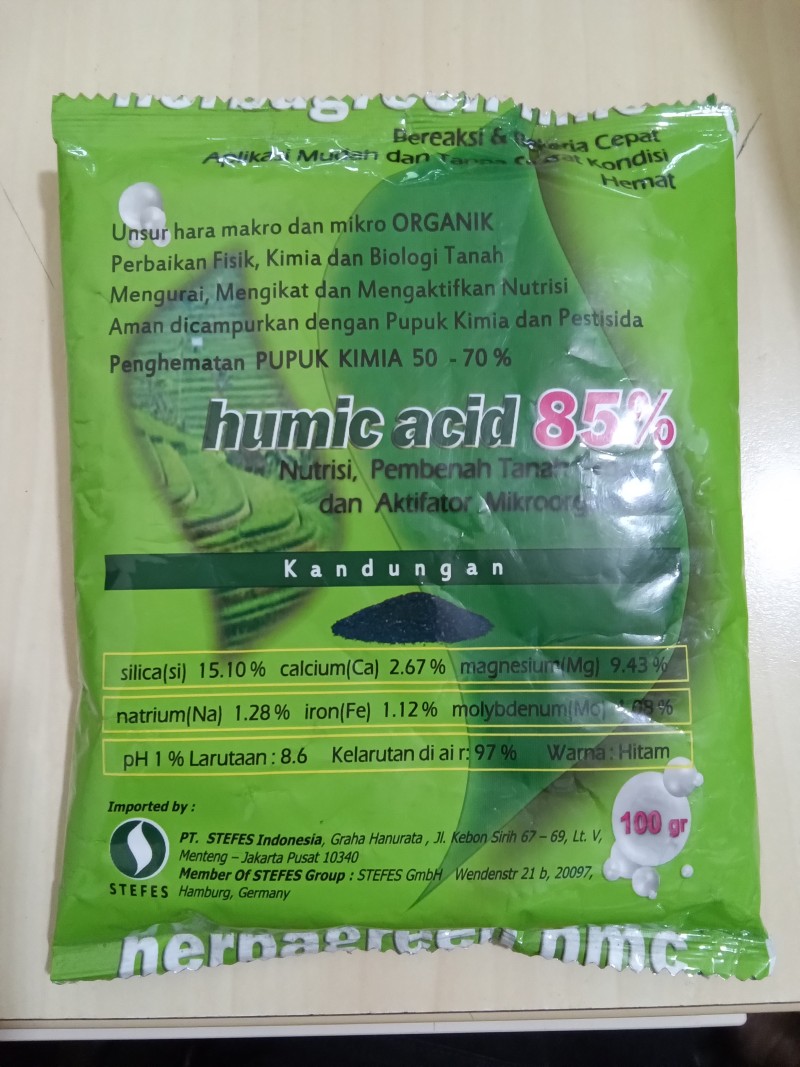 herbagreen hmc
Bereaksi & Bekerja Cepat
Aplikasi Mudah dan Tanpa Kondisi
Hemat
Unsur hara makro dan mikro ORGANIK
Perbaikan Fisik, Kimia dan Biologi Tanah
Mengurai, Mengikat dan Mengaktifkan Nutrisi
Aman dicampurkan dengan Pupuk Kimia dan Pestisida
Penghematan PUPUK KIMIA 50 - 70 %
humic acid 85%
Nutrisi, Pembenah Tanah
dan Aktifator
Kandungan
silica(si) 15.10 % calcium(Ca) 2.67 % magnesium(Mg) 9.43 %
natrium(Na) 1.28 % iron(Fe) 1.12 % molybdenum(Mo)
pH 1 % Larutaan : 8.6 Kelarutan di ai r: 97 % Warna : Hitam
100 gr
Imported by :
STEFES
PT. STEFES Indonesia, Graha Hanurata , Jl. Kebon Sirih 67 – 69, Lt. V,
Menteng – Jakarta Pusat 10340
Member Of STEFES Group : STEFES GmbH Wendenstr 21 b, 20097,
Hamburg, Germany
herbagreen hmc